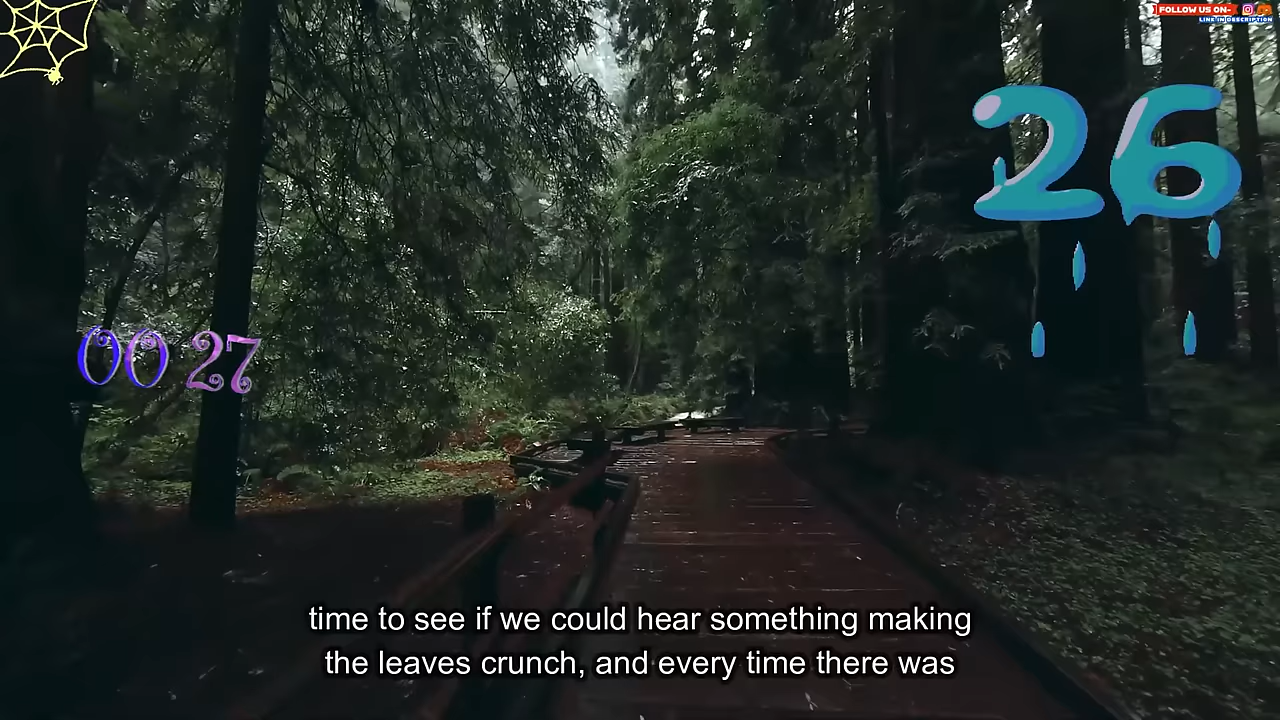 FOLLOW US ON-
LINK IN DESCRIPTION
26
00 27
time to see if we could hear something making
the leaves crunch, and every time there was